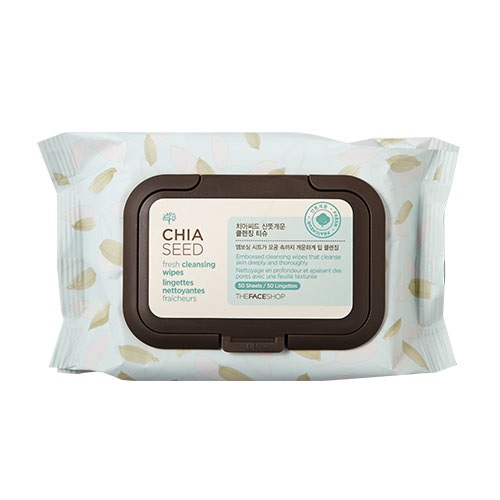 CHIA
SEED
fresh cleansing
wipes
lingettes
nettoyantes
fraîcheurs
치아씨드 산뜻개운
클렌징 티슈
엠보싱 시트가 모공 속까지 개운하게 딥 클렌징
Embossed cleansing wipes that cleanse
skin deeply and thoroughly.
Nettoyage en profondeur et apaisant des
pores avec une feuille texturée
50 Sheets / 50 Lingettes
THEFACESHOP